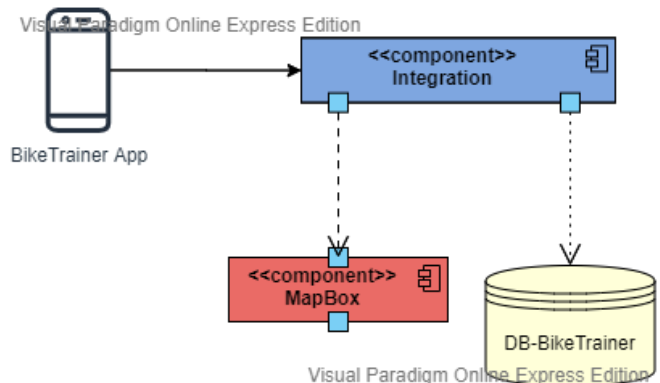 Visual Paradigm Online Express Edition
<<component>>
Integration
BikeTrainer App
<<component>>
MapBox
DB-BikeTrainer
Visual Paradigm Online Express Edition